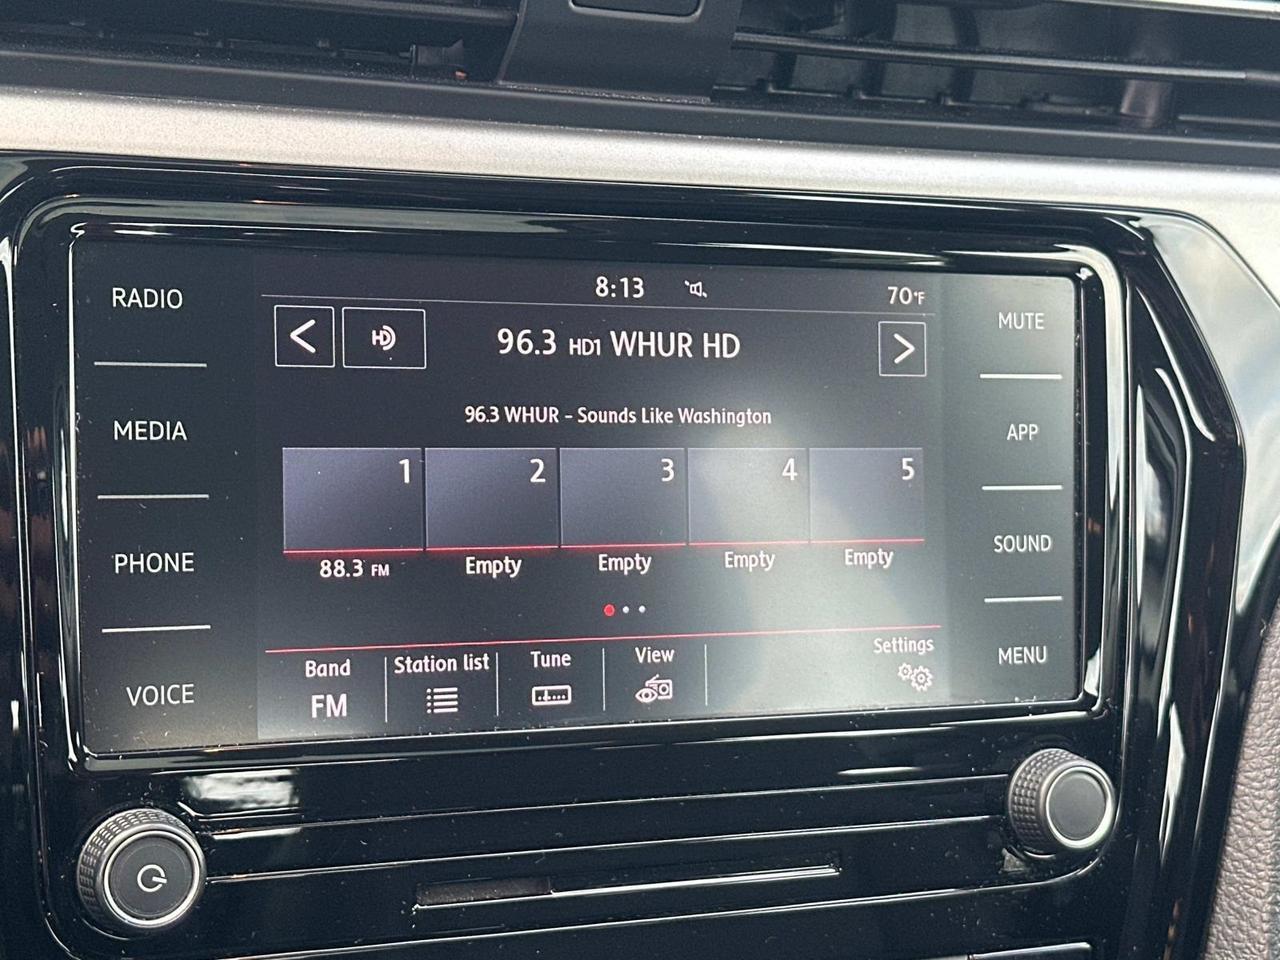 8:13
70°F
RADIO
MEDIA
PHONE
VOICE
HD
96.3 HD1 WHUR HD
96.3 WHUR - Sounds Like Washington
1
2
3
4
5
88.3 FM
Empty
Empty
Empty
Empty
Band
FM
Station list
Tune
View
Settings
MUTE
APP
SOUND
MENU